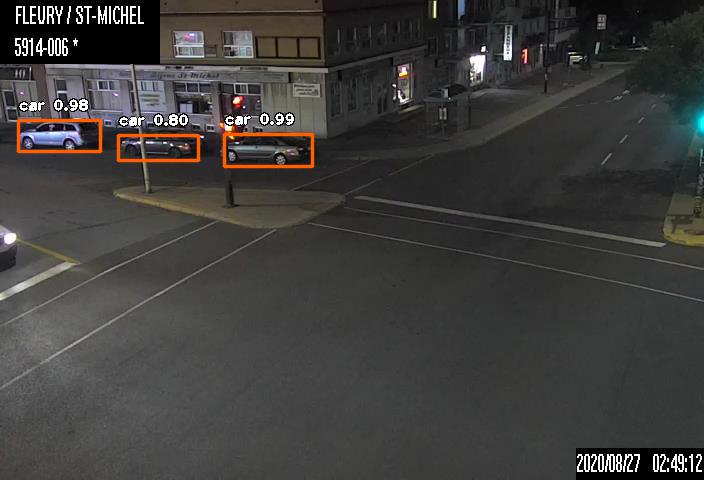 FLEURY / ST-MICHEL
5914-006 *
car 0.98
car 0.80
car 0.99
2020/08/27 02:49:12